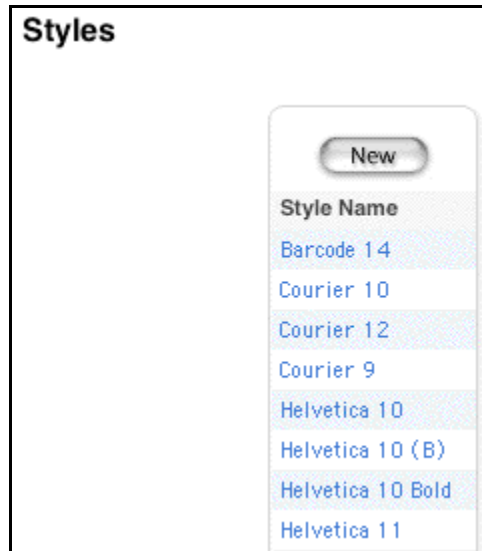 Styles
New
Style Name
Barcode 14
Courier 10
Courier 12
Courier 9
Helvetica 10
Helvetica 10 (B)
Helvetica 10 Bold
Helvetica 11